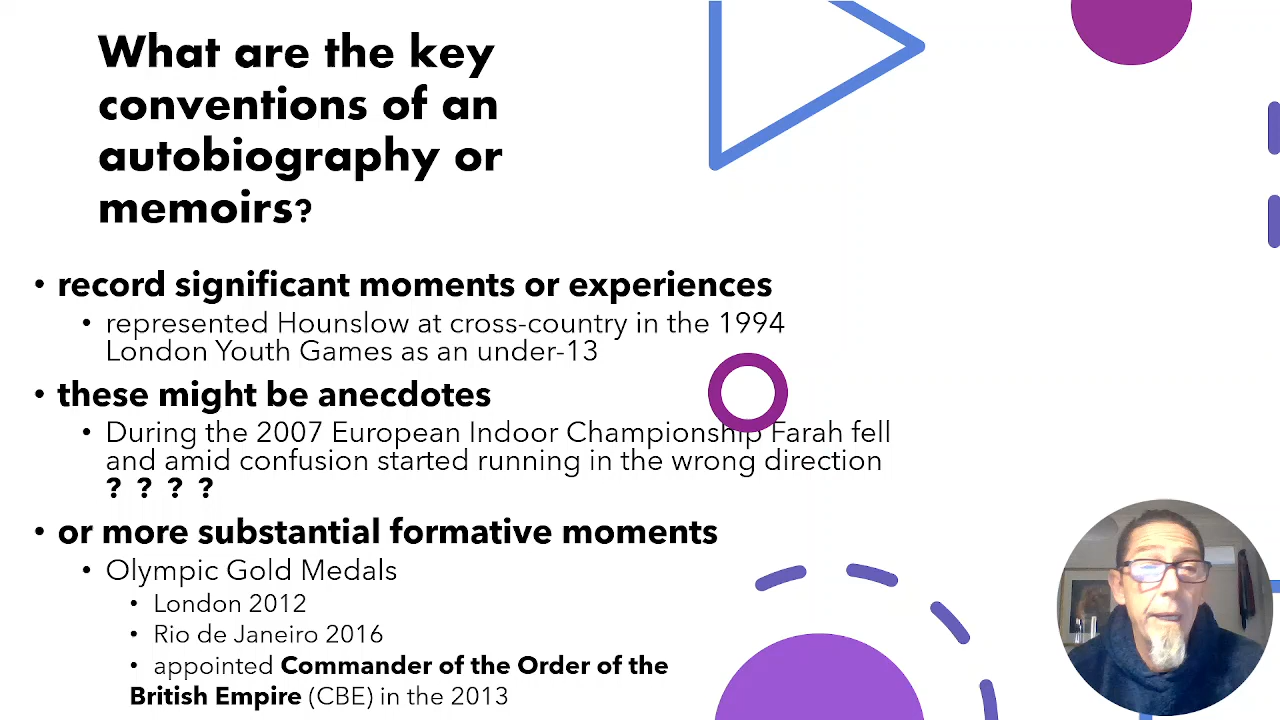 What are the key
conventions of an
autobiography or
memoirs?
• record significant moments or experiences
• represented Hounslow at cross-country in the 1994
London Youth Games as an under-13
• these might be anecdotes
• During the 2007 European Indoor Championship Farah fell
and amid confusion started running in the wrong direction
? ? ? ?
• or more substantial formative moments
• Olympic Gold Medals
• London 2012
• Rio de Janeiro 2016
• appointed Commander of the Order of the
British Empire (CBE) in the 2013